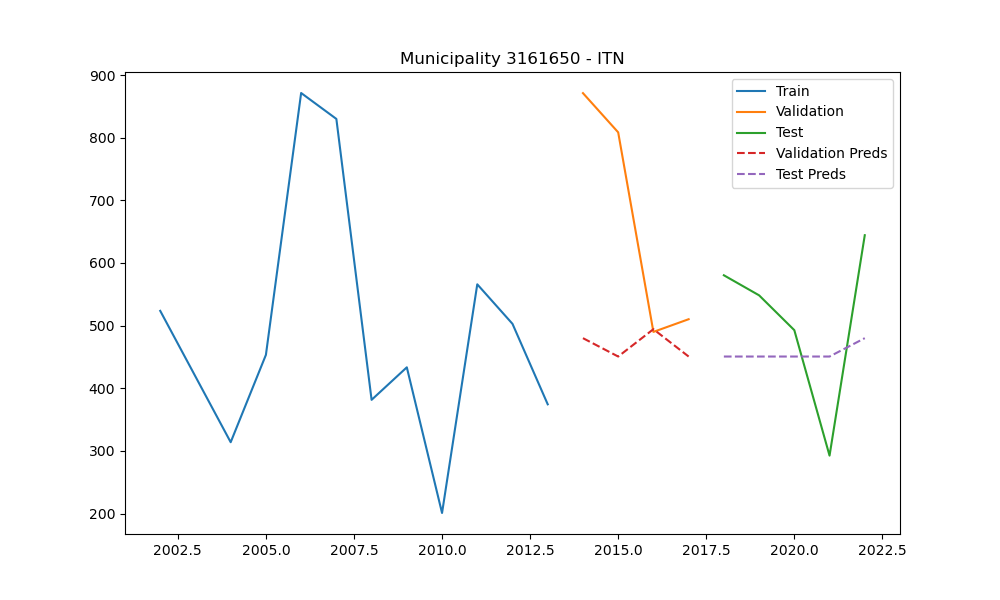 Municipality 3161650 - ITN
900
800
700
600
500
400
300
200
Train
Validation
Test
Validation Preds
Test Preds
2002.5 2005.0 2007.5 2010.0 2012.5 2015.0 2017.5 2020.0 2022.5